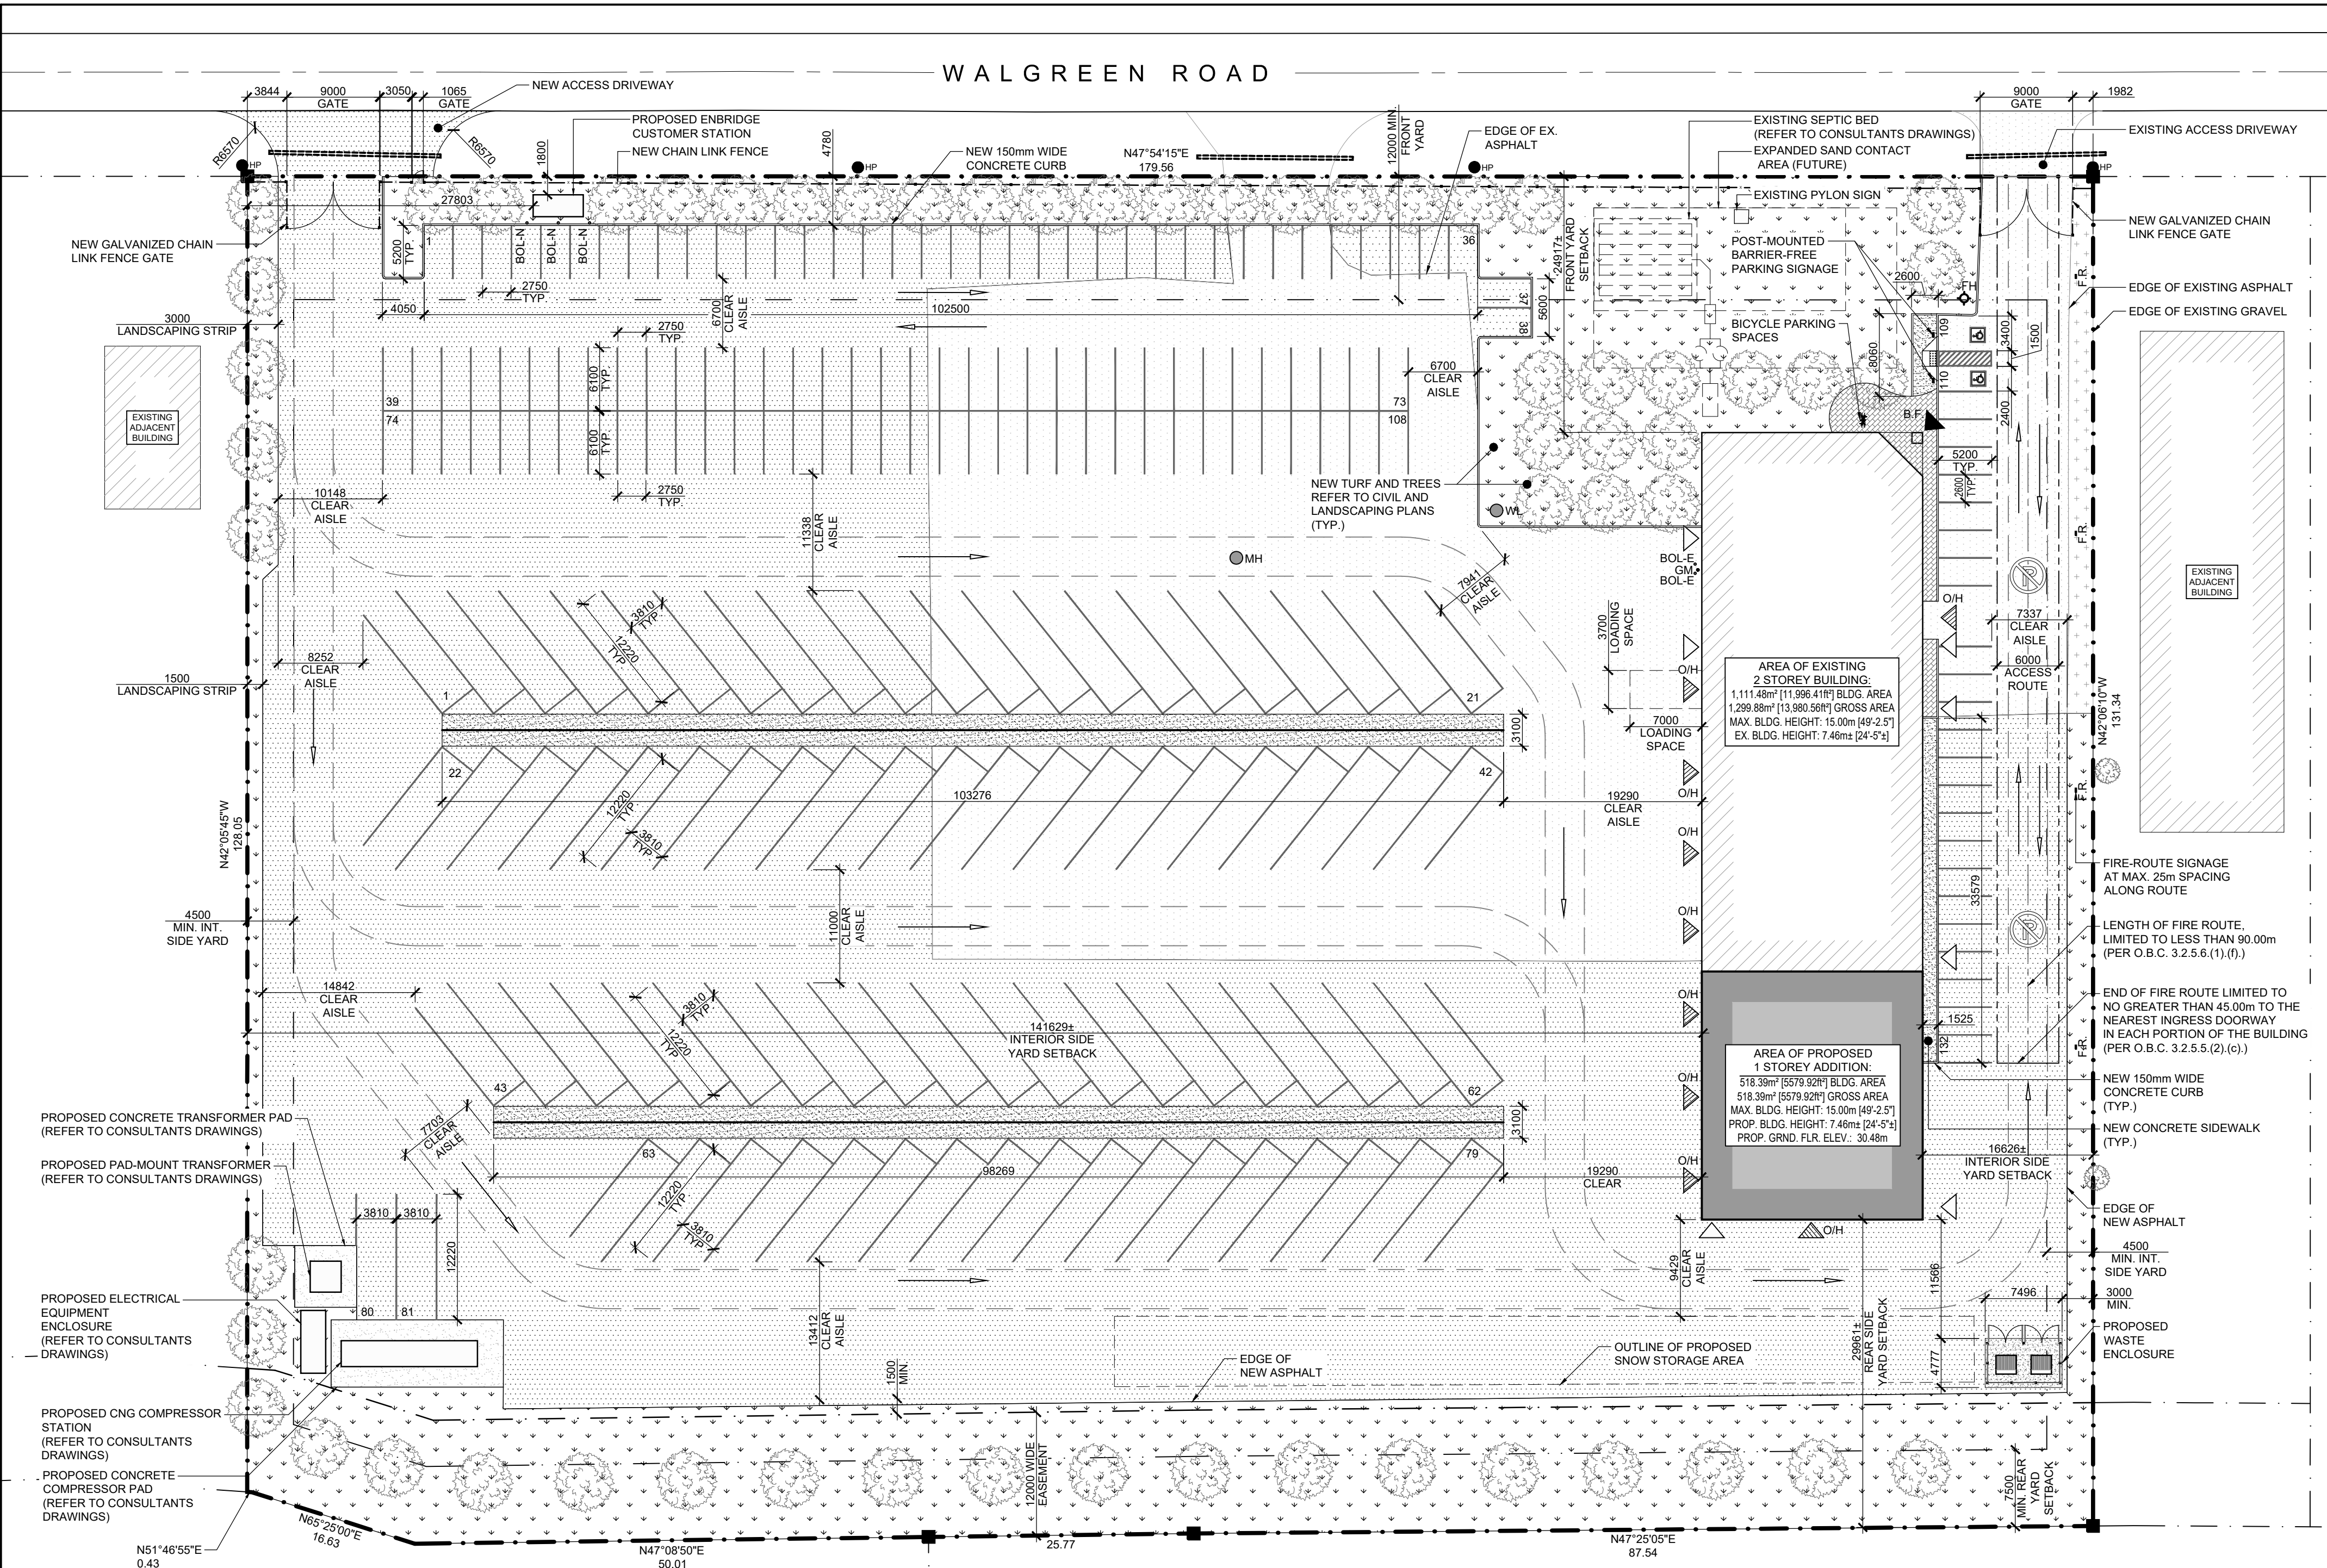 WALGREEN ROAD
3844
9000
GATE
3050
1065
GATE
NEW ACCESS DRIVEWAY
R6570
R6570
HP
PROPOSED ENBRIDGE
CUSTOMER STATION
NEW CHAIN LINK FENCE
1800
4780
HP
NEW 150mm WIDE
CONCRETE CURB
N47°54'15"E
179.56
12000 MIN.
FRONT
YARD
EDGE OF EX.
ASPHALT
HP
EXISTING SEPTIC BED
(REFER TO CONSULTANTS DRAWINGS)
EXPANDED SAND CONTACT
AREA (FUTURE)
EXISTING PYLON SIGN
9000
GATE
1982
EXISTING ACCESS DRIVEWAY
HP
27803
NEW GALVANIZED CHAIN
LINK FENCE GATE
5200
TYP.
1
BOL-N
BOL-N
BOL-N
36
24917±
FRONT YARD
SETBACK
POST-MOUNTED
BARRIER-FREE
PARKING SIGNAGE
NEW GALVANIZED CHAIN
LINK FENCE GATE
2600
FH
F.R.
2750
TYP.
6700
CLEAR
AISLE
4050
102500
37
38
5600
EDGE OF EXISTING ASPHALT
EDGE OF EXISTING GRAVEL
3000
LANDSCAPING STRIP
2750
TYP.
BICYCLE PARKING
SPACES
109
3400
1500
8060
110
2400
B.F.
6100
TYP.
6700
CLEAR
AISLE
39
74
73
108
6100
TYP.
EXISTING
ADJACENT
BUILDING
5200
TYP.
2600
TYP.
10148
CLEAR
AISLE
2750
TYP.
11338
CLEAR
AISLE
NEW TURF AND TREES
REFER TO CIVIL AND
LANDSCAPING PLANS
(TYP.)
WL
F.R.
MH
BOL-E
GM
BOL-E
7941
CLEAR
AISLE
EXISTING
ADJACENT
BUILDING
O/H
7337
CLEAR
AISLE
3810
TYP.
12220
TYP
3700
LOADING
SPACE
8252
CLEAR
AISLE
1500
LANDSCAPING STRIP
O/H
AREA OF EXISTING
2 STOREY BUILDING:
1,111.48m² [11,996.41ft²] BLDG. AREA
1,299.88m² [13,980.56ft²] GROSS AREA
MAX. BLDG. HEIGHT: 15.00m [49'-2.5"]
EX. BLDG. HEIGHT: 7.46m± [24'-5"±]
6000
ACCESS
ROUTE
N42°06'10"W
131.34
1
21
3100
7000
LOADING
SPACE
22
42
12220
TYP
3810
TYP
103276
19290
CLEAR
AISLE
O/H
F.R.
N42°05'45"W
128.05
O/H
FIRE-ROUTE SIGNAGE
AT MAX. 25m SPACING
ALONG ROUTE
33579
4500
MIN. INT.
SIDE YARD
11000
CLEAR
AISLE
O/H
LENGTH OF FIRE ROUTE,
LIMITED TO LESS THAN 90.00m
(PER O.B.C. 3.2.5.6.(1).(f).)
14842
CLEAR
AISLE
3810
TYP.
12220
TYP
141629±
INTERIOR SIDE
YARD SETBACK
O/H
1525
132
END OF FIRE ROUTE LIMITED TO
NO GREATER THAN 45.00m TO THE
NEAREST INGRESS DOORWAY
IN EACH PORTION OF THE BUILDING
(PER O.B.C. 3.2.5.5.(2).(c).)
F.R.
AREA OF PROPOSED
1 STOREY ADDITION:
518.39m² [5579.92ft²] BLDG. AREA
518.39m² [5579.92ft²] GROSS AREA
MAX. BLDG. HEIGHT: 15.00m [49'-2.5"]
PROP. BLDG. HEIGHT: 7.46m± [24'-5"±]
PROP. GRND. FLR. ELEV.: 30.48m
O/H
43
62
3100
NEW 150mm WIDE
CONCRETE CURB
(TYP.)
NEW CONCRETE SIDEWALK
(TYP.)
PROPOSED CONCRETE TRANSFORMER PAD
(REFER TO CONSULTANTS DRAWINGS)
7703
CLEAR
AISLE
PROPOSED PAD-MOUNT TRANSFORMER
(REFER TO CONSULTANTS DRAWINGS)
63
79
98269
19290
CLEAR
O/H
16626±
INTERIOR SIDE
YARD SETBACK
12220
TYP
3810
TYP
3810
3810
12220
O/H
EDGE OF
NEW ASPHALT
4500
MIN. INT.
SIDE YARD
9429
CLEAR
AISLE
11566
7496
3000
MIN.
PROPOSED ELECTRICAL
EQUIPMENT
ENCLOSURE
(REFER TO CONSULTANTS
DRAWINGS)
80
81
13412
CLEAR
AISLE
29961±
REAR SIDE
YARD SETBACK
PROPOSED
WASTE
ENCLOSURE
4777
1500
MIN.
EDGE OF
NEW ASPHALT
OUTLINE OF PROPOSED
SNOW STORAGE AREA
PROPOSED CNG COMPRESSOR
STATION
(REFER TO CONSULTANTS
DRAWINGS)
PROPOSED CONCRETE
COMPRESSOR PAD
(REFER TO CONSULTANTS
DRAWINGS)
12000 WIDE
EASEMENT
7500
MIN. REAR
YARD
SETBACK
N65°25'00"E
16.63
N51°46'55"E
0.43
N47°08'50"E
50.01
25.77
N47°25'05"E
87.54